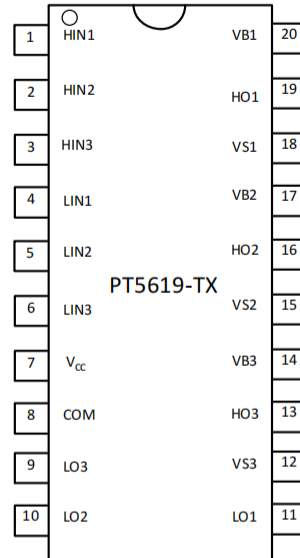 1 HIN1 VB1 20
2 HIN2 HO1 19
3 HIN3 VS1 18
4 LIN1 VB2 17
5 LIN2 HO2 16
PT5619-TX
6 LIN3 VS2 15
7 VCC VB3 14
8 COM HO3 13
9 LO3 VS3 12
10 LO2 LO1 11